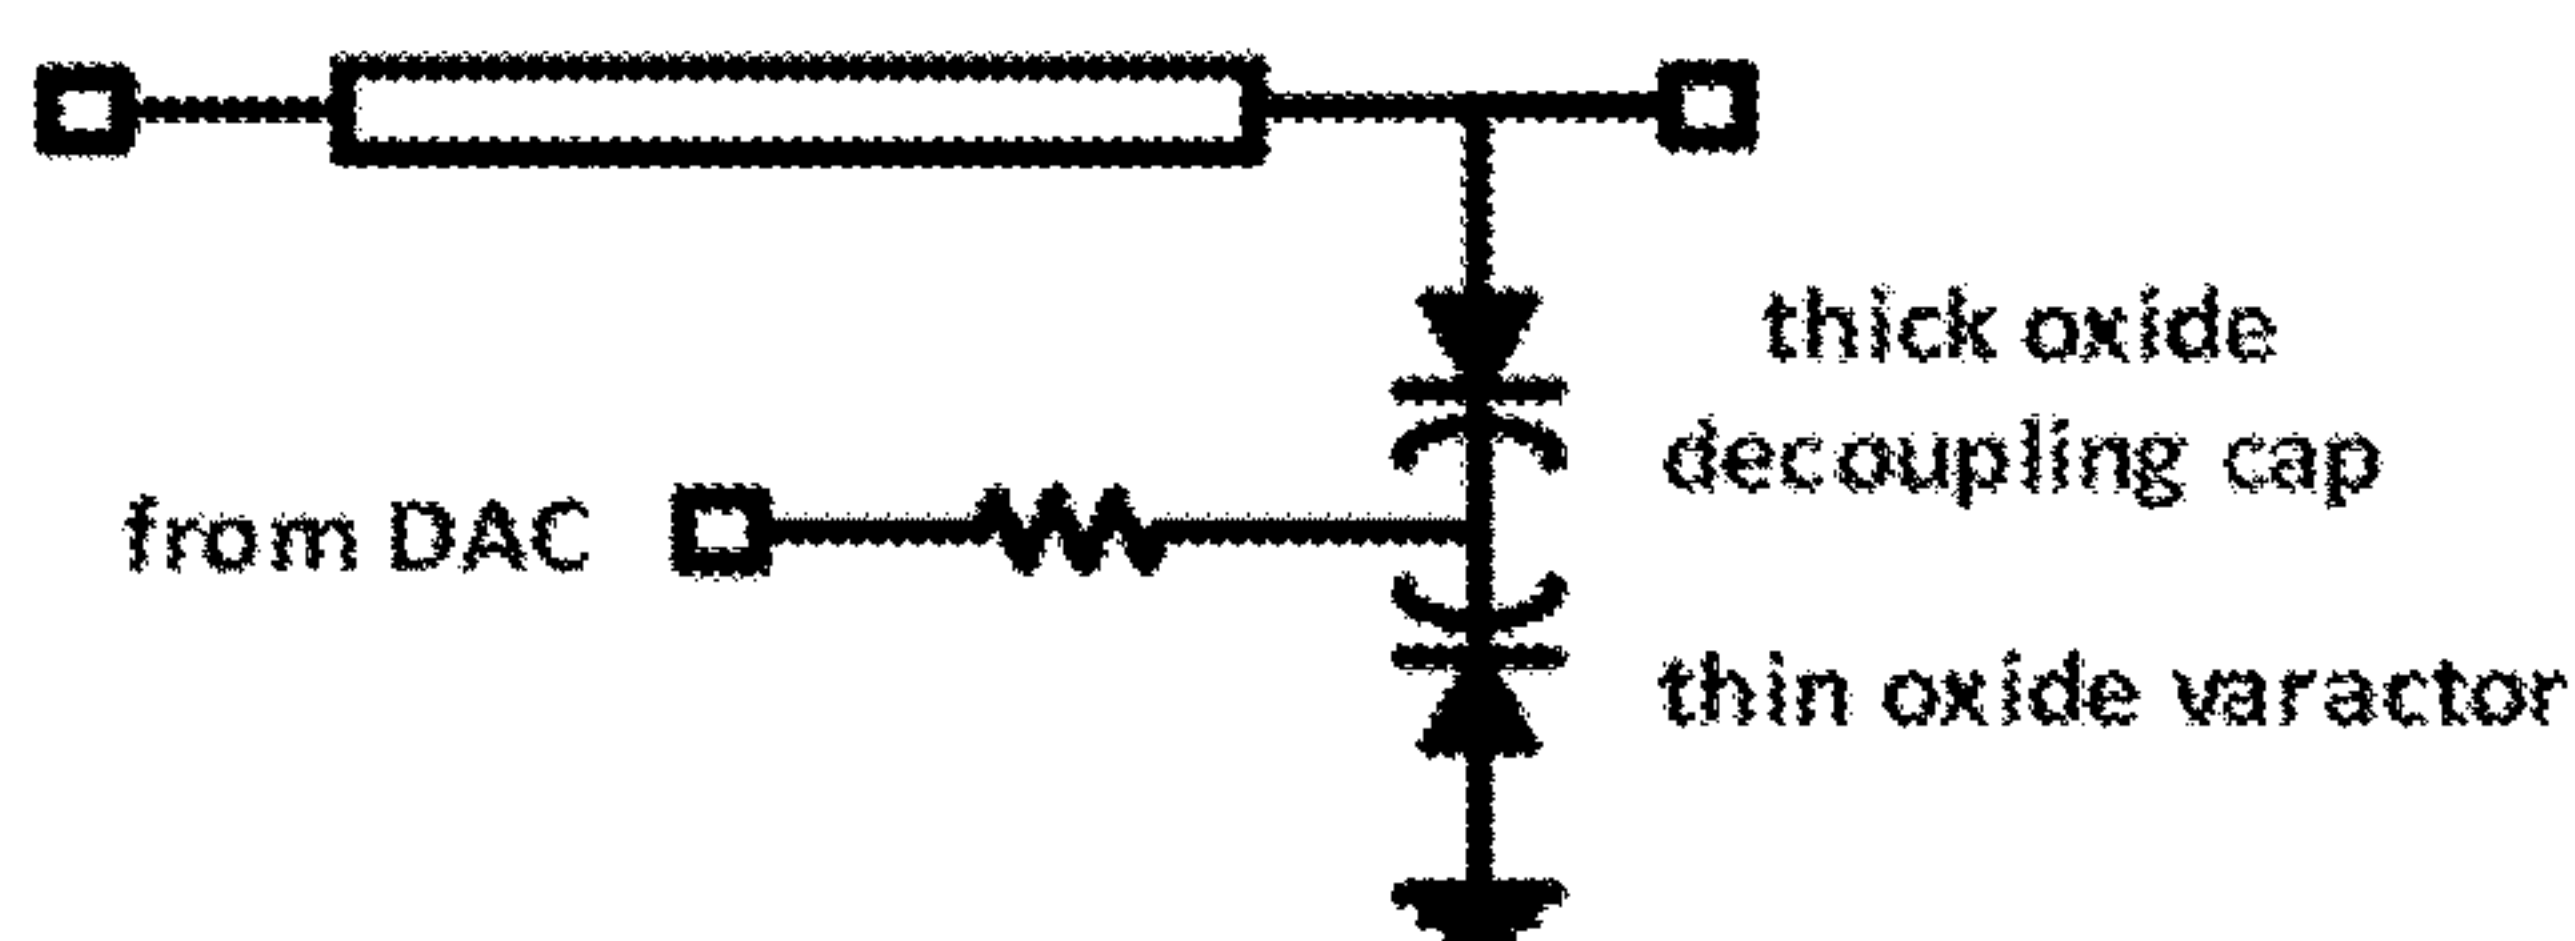 thick oxide
decoupling cap
from DAC
thin oxide varactor